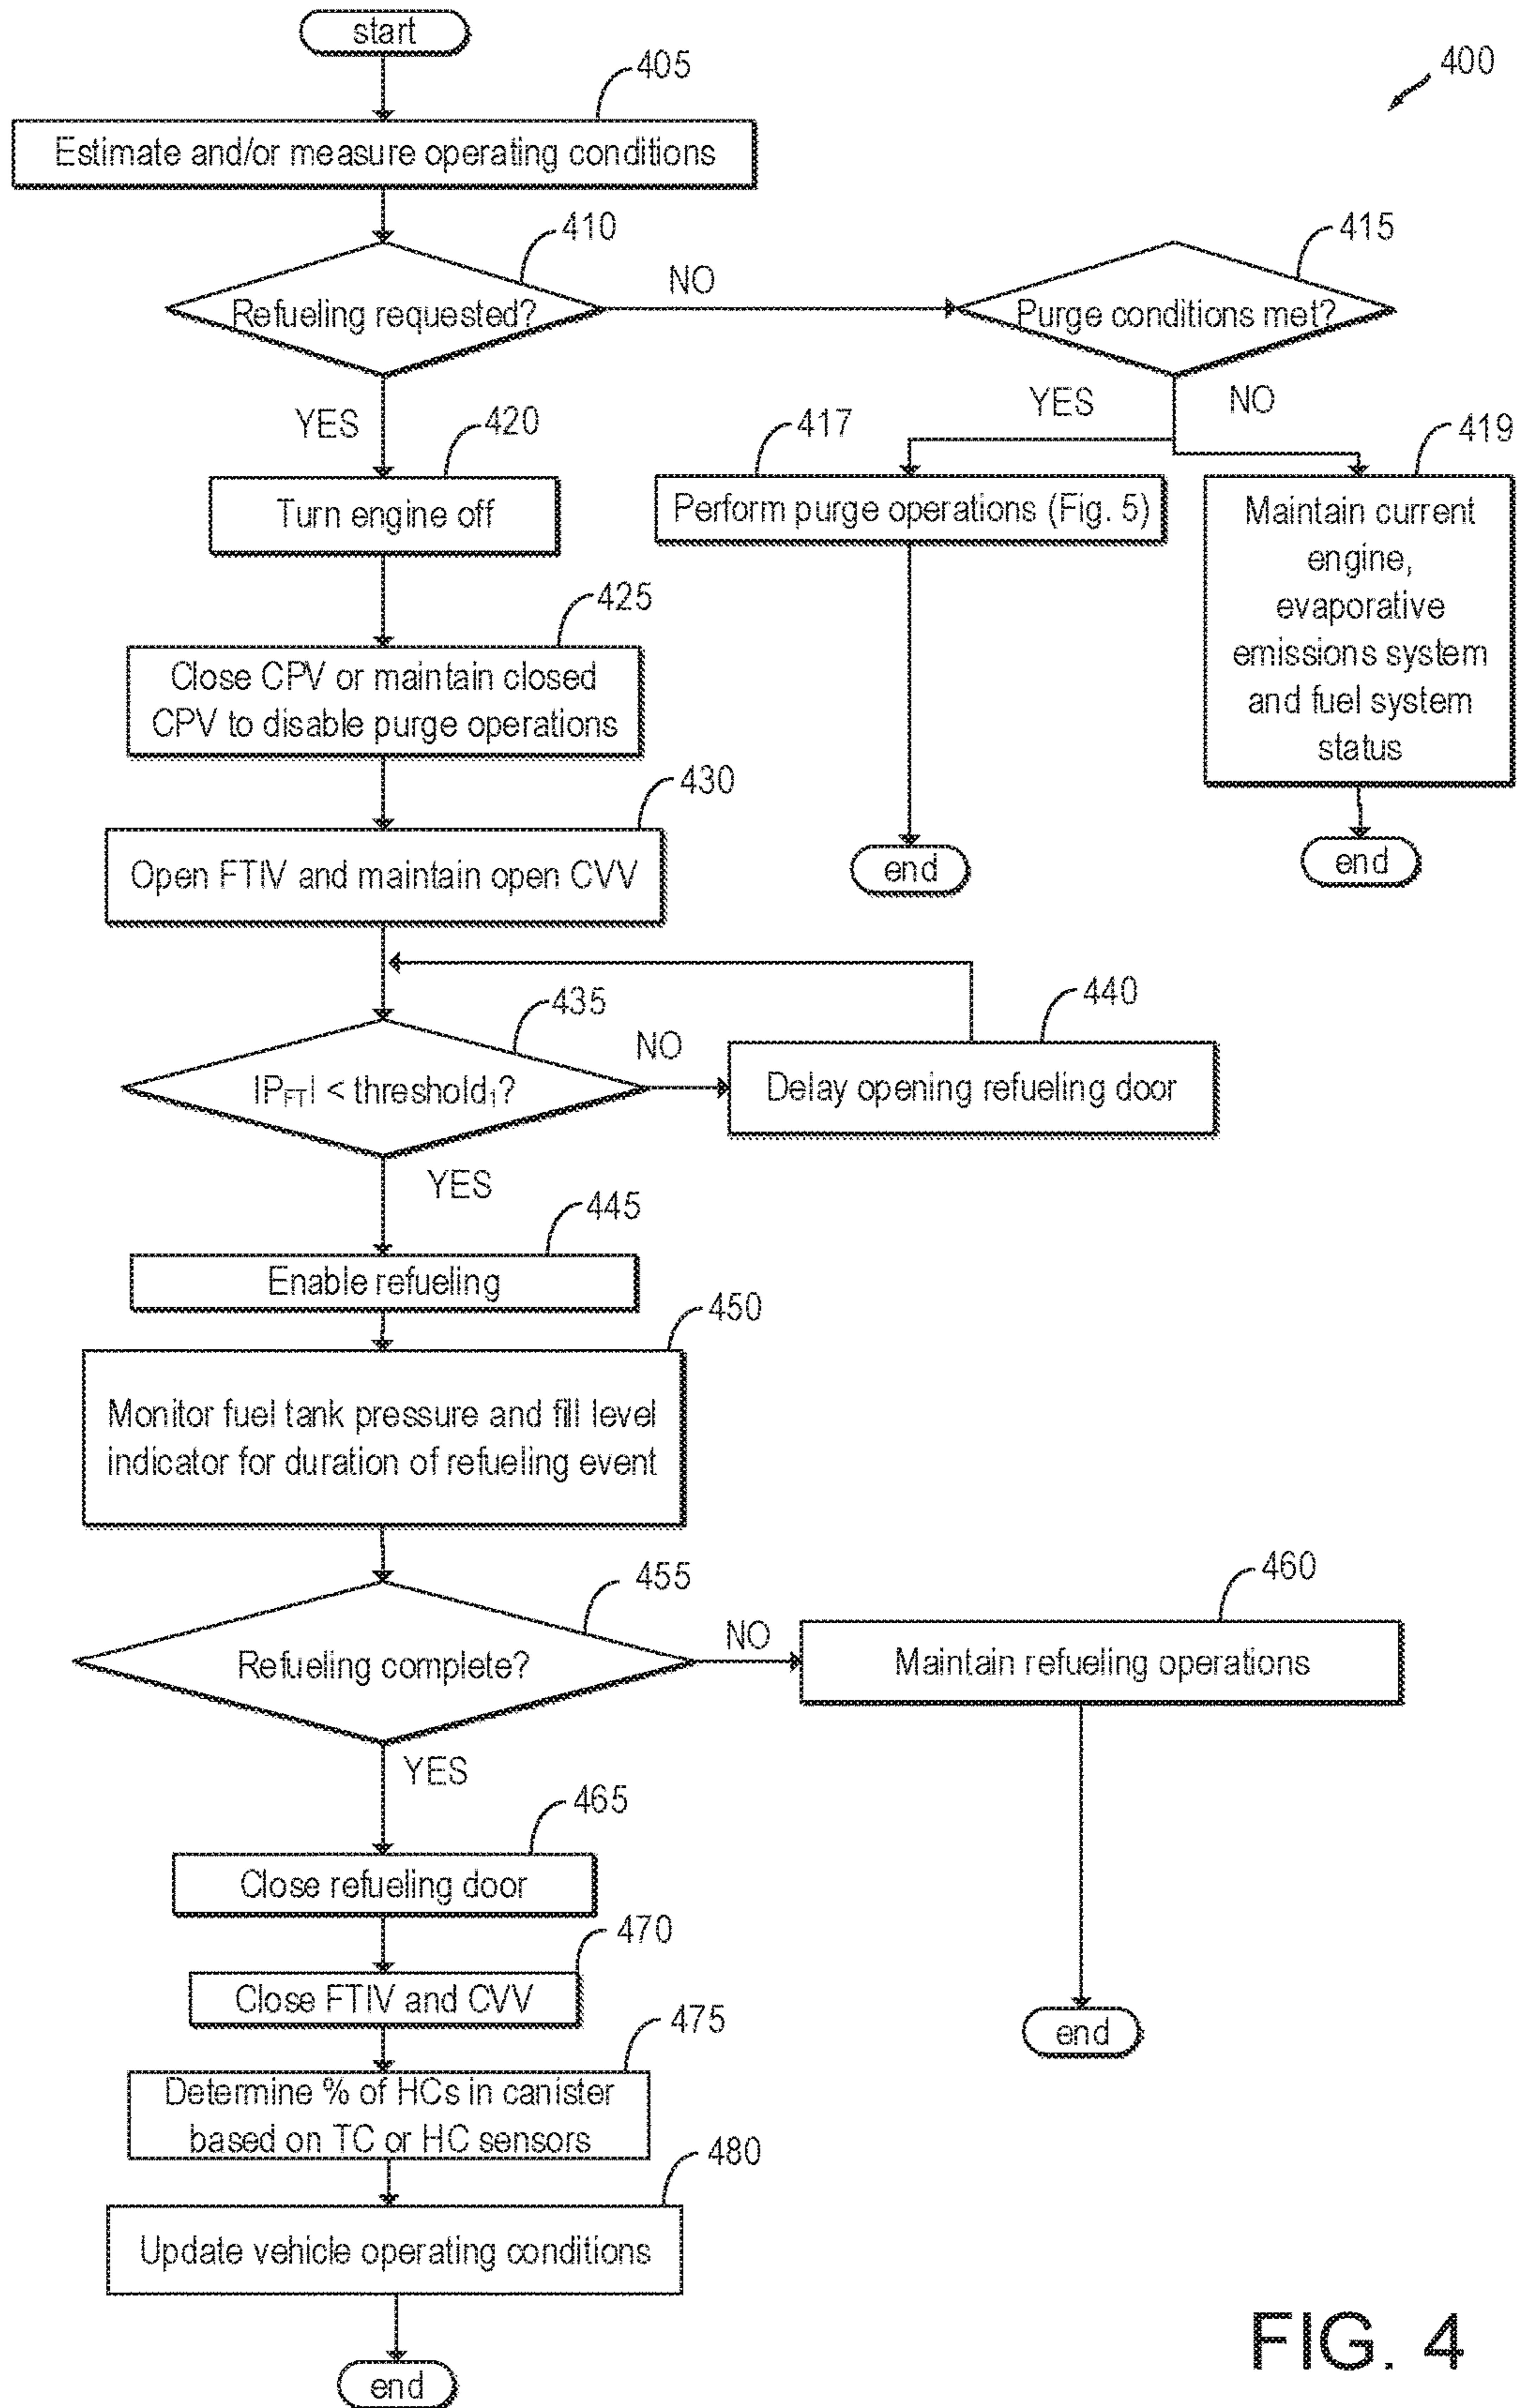 start
405
400
Estimate and/or measure operating conditions
410
415
Refueling requested?
NO
Purge conditions met?
YES
420
YES
NO
417
419
Turn engine off
Perform purge operations (Fig. 5)
Maintain current
engine,
evaporative
emissions system
and fuel system
status
425
Close CPV or maintain closed
CPV to disable purge operations
430
Open FTIV and maintain open CVV
end
end
435
NO
440
|P_FT| < threshold₁?
Delay opening refueling door
YES
445
Enable refueling
450
Monitor fuel tank pressure and fill level
indicator for duration of refueling event
455
460
Refueling complete?
NO
Maintain refueling operations
YES
465
Close refueling door
470
Close FTIV and CVV
end
475
Determine % of HCs in canister
based on TC or HC sensors
480
Update vehicle operating conditions
end
FIG. 4